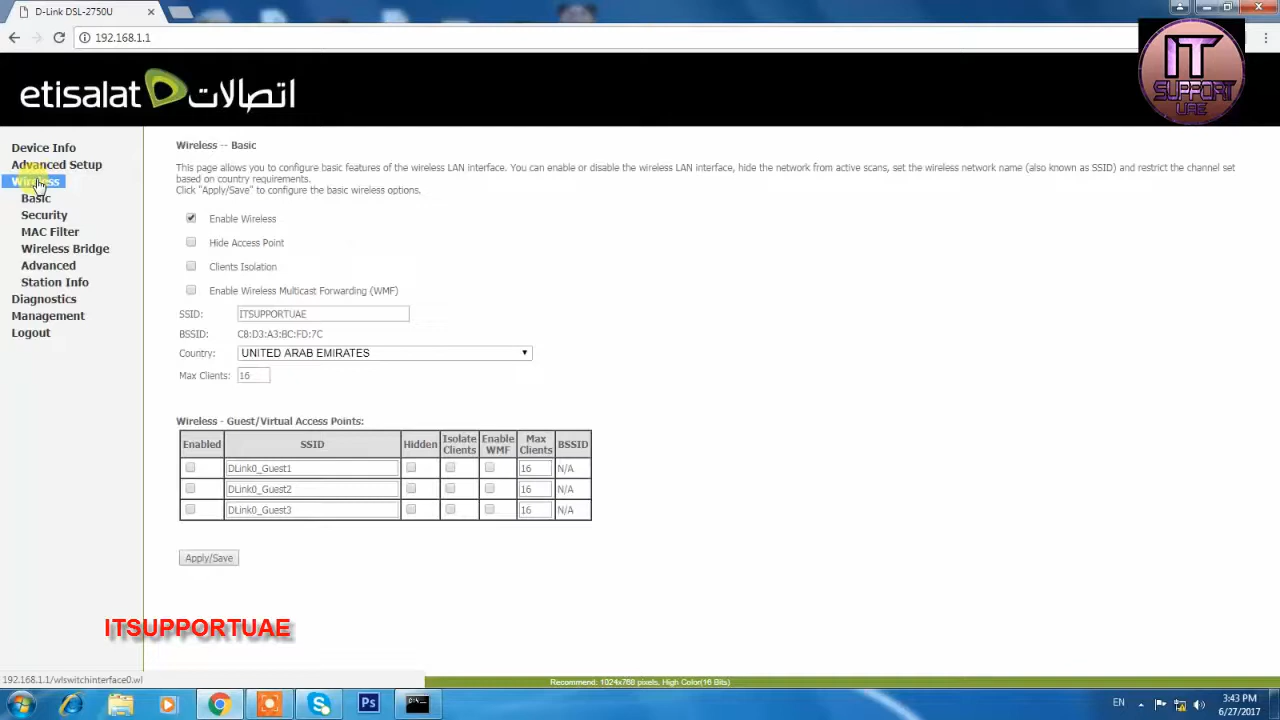 D-Link DSL-2750U
192.168.1.1
IT
SUPPORT
UAE
etisalat اتصالات
Device Info
Advanced Setup
Wireless
Basic
Security
MAC Filter
Wireless Bridge
Advanced
Station Info
Diagnostics
Management
Logout
Wireless -- Basic
This page allows you to configure basic features of the wireless LAN interface. You can enable or disable the wireless LAN interface, hide the network from active scans, set the wireless network name (also known as SSID) and restrict the channel set
based on country requirements.
Click "Apply/Save" to configure the basic wireless options.
Enable Wireless
Hide Access Point
Clients Isolation
Enable Wireless Multicast Forwarding (WMF)
SSID: ITSUPPORTUAE
BSSID: C8:D3:A3:BC:FD:7C
Country: UNITED ARAB EMIRATES
Max Clients: 16
Wireless - Guest/Virtual Access Points:
Enabled SSID Hidden Isolate Clients Enable WMF Max Clients BSSID
DLink0_Guest1 16 N/A
DLink0_Guest2 16 N/A
DLink0_Guest3 16 N/A
Apply/Save
ITSUPPORTUAE
192.168.1.1/wlswitchinterface0.wl
Recommend: 1024x768 pixels, High Color(16 Bits)
Ps
EN
3:43 PM
6/27/2017